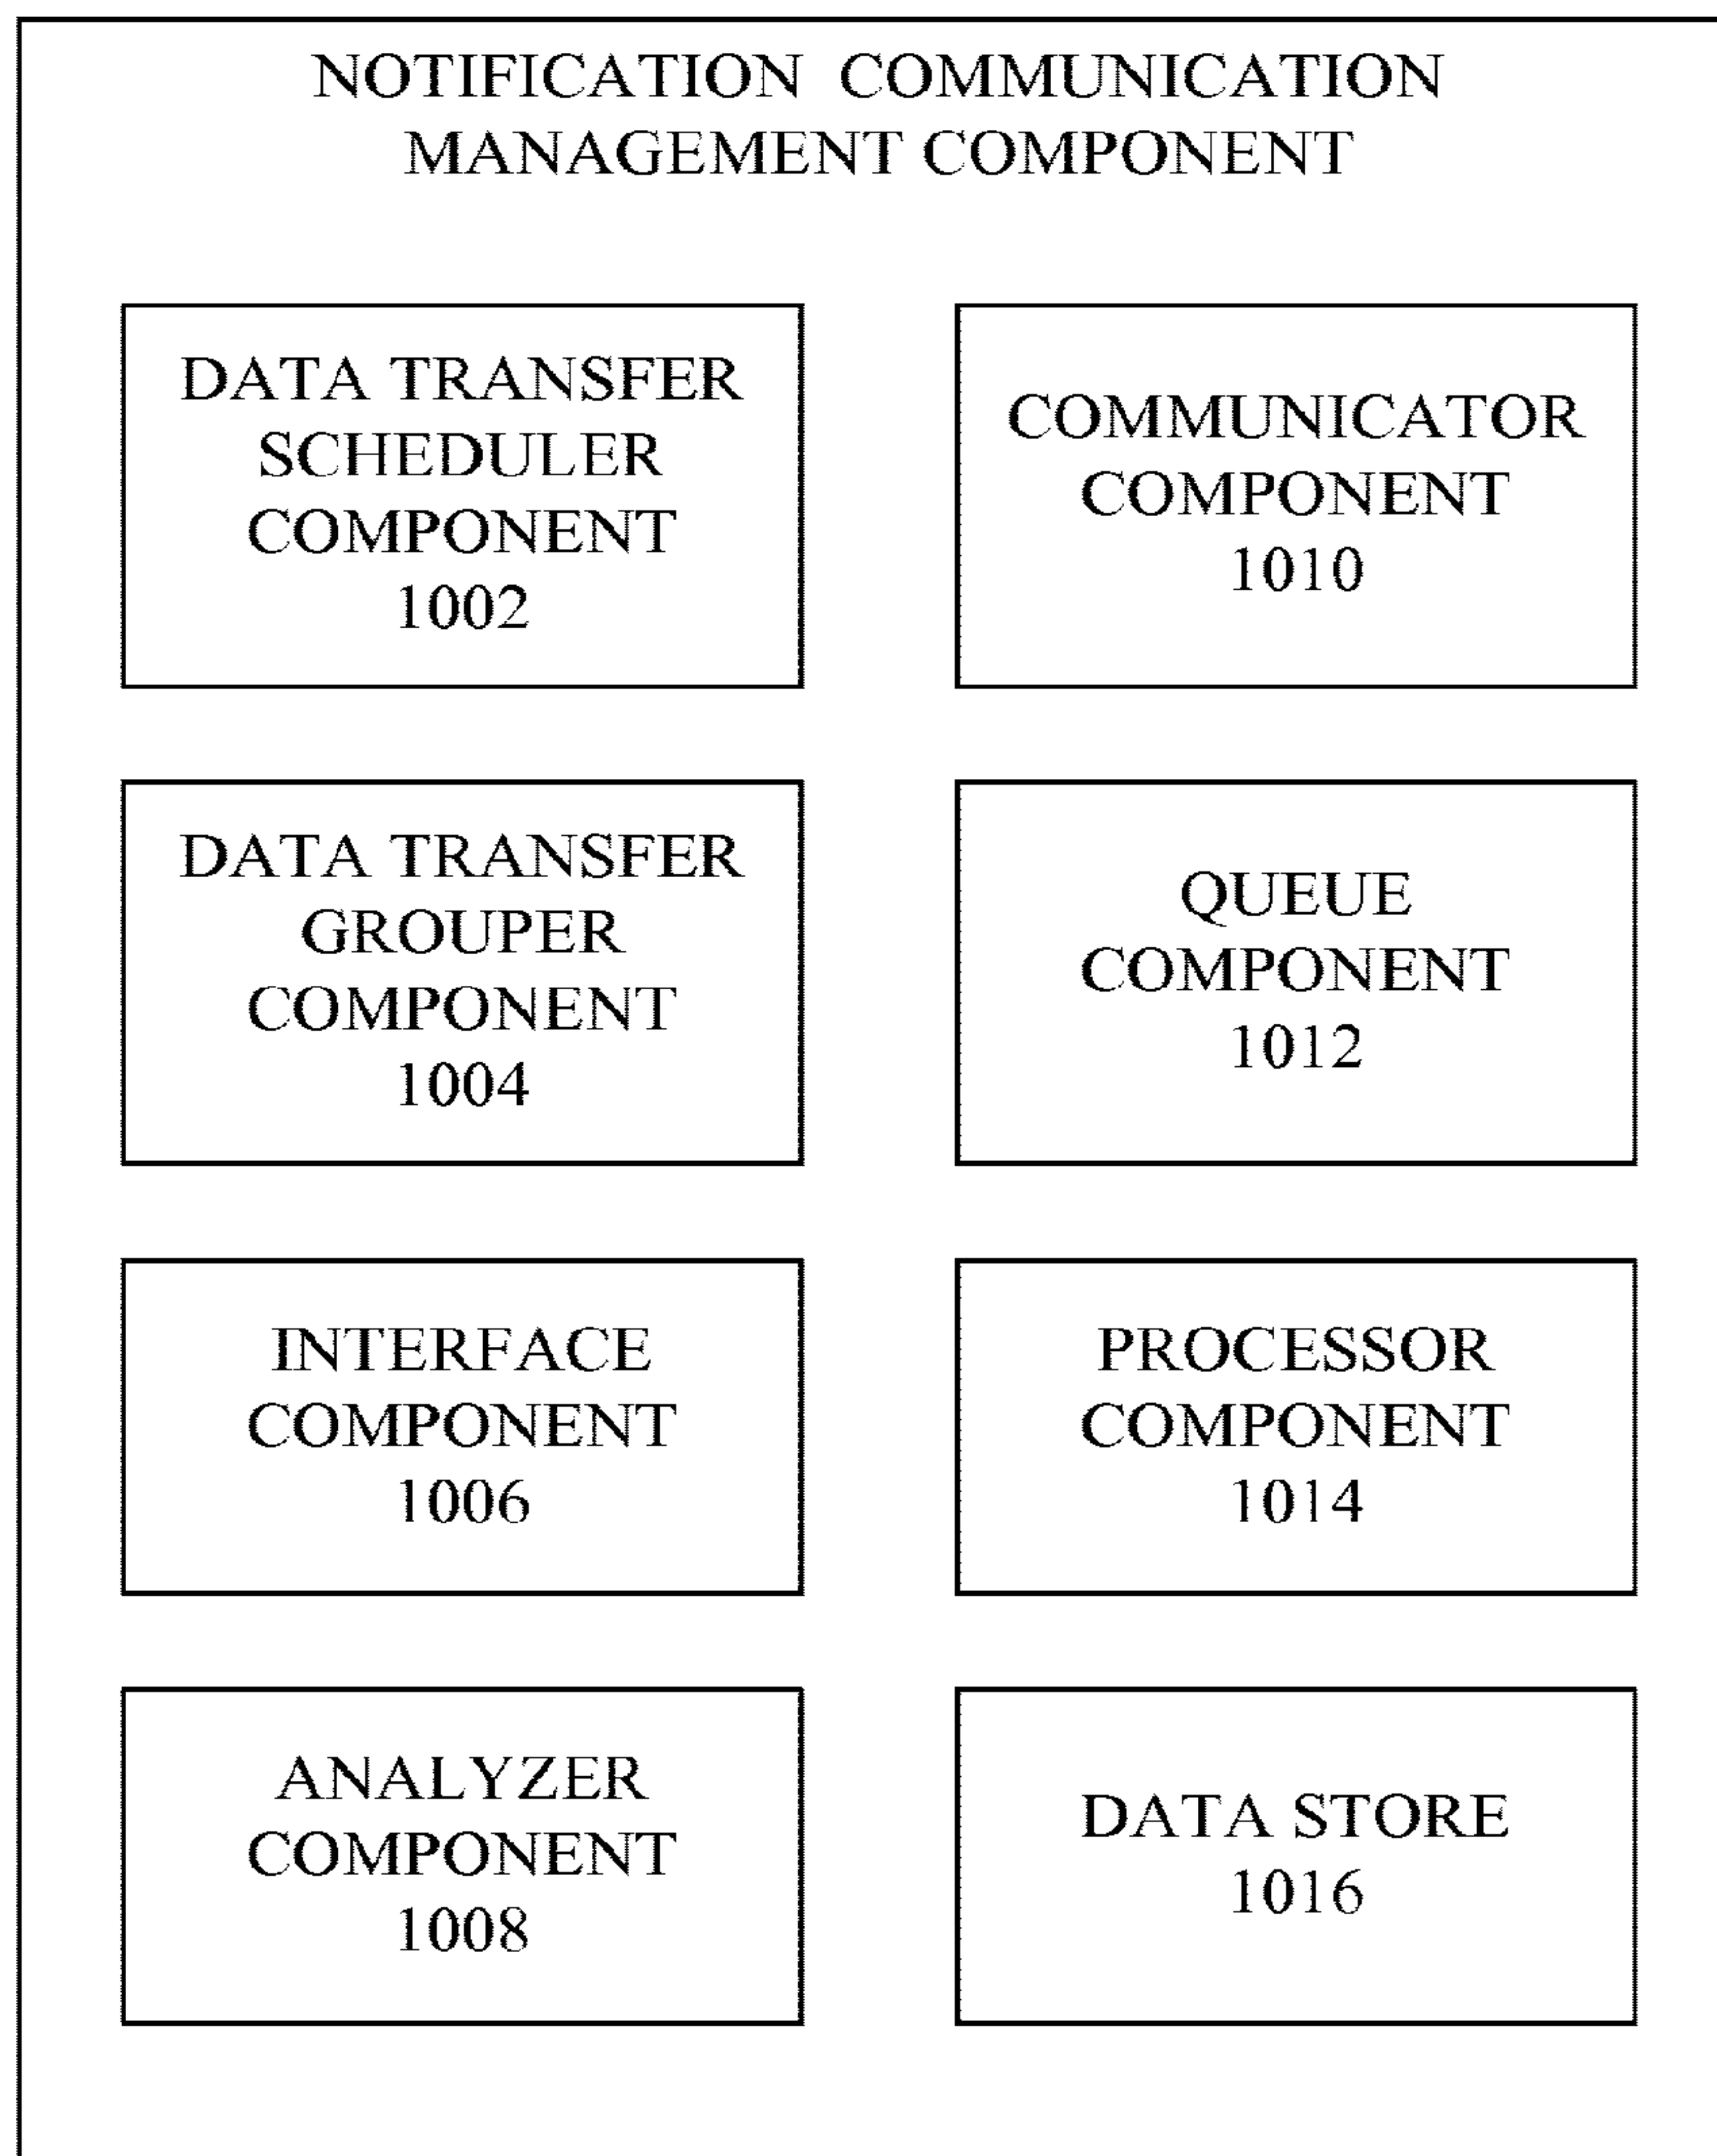 NOTIFICATION COMMUNICATION
MANAGEMENT COMPONENT
DATA TRANSFER
SCHEDULER
COMPONENT
1002
COMMUNICATOR
COMPONENT
1010
DATA TRANSFER
GROUPER
COMPONENT
1004
QUEUE
COMPONENT
1012
INTERFACE
COMPONENT
1006
PROCESSOR
COMPONENT
1014
ANALYZER
COMPONENT
1008
DATA STORE
1016